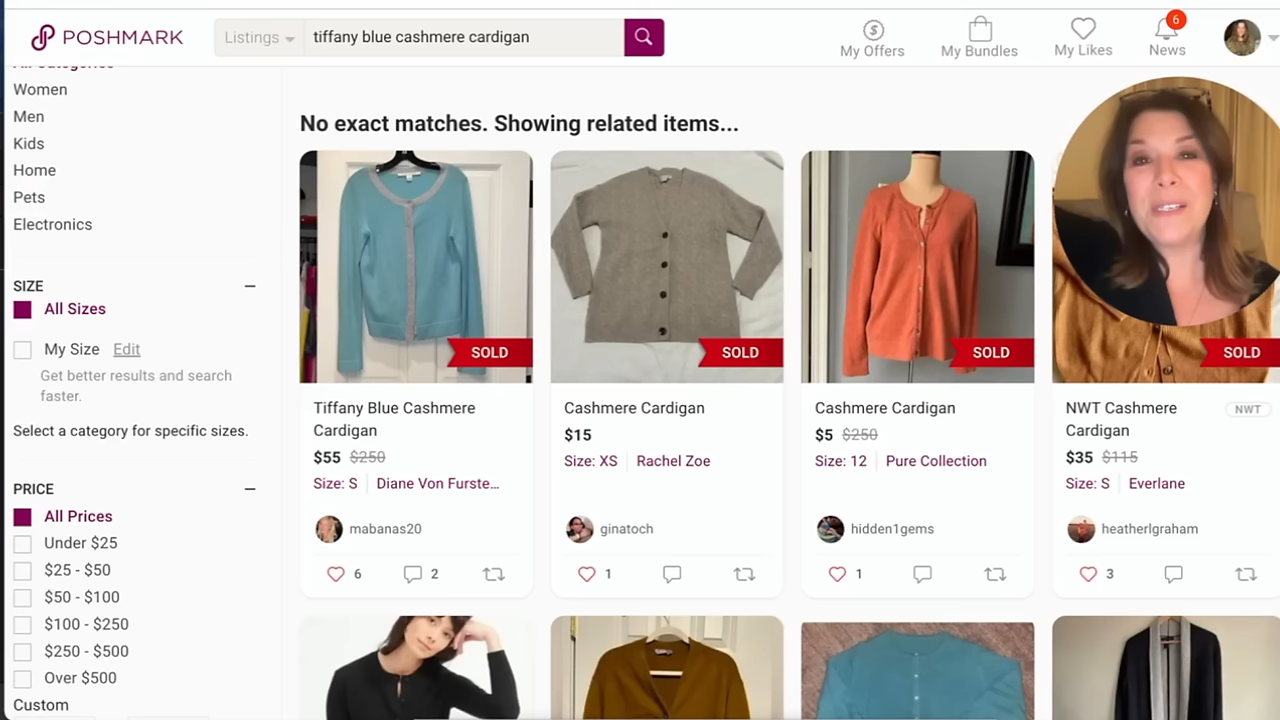 POSHMARK
Listings
tiffany blue cashmere cardigan
My Offers
My Bundles
My Likes
6
News
All Categories
Women
Men
Kids
Home
Pets
Electronics
SIZE
All Sizes
My Size Edit
Get better results and search
faster.
Select a category for specific sizes.
PRICE
All Prices
Under $25
$25 - $50
$50 - $100
$100 - $250
$250 - $500
Over $500
Custom
No exact matches. Showing related items...
SOLD
Tiffany Blue Cashmere
Cardigan
$55 $250
Size: S Diane Von Furste...
mabanas20
6 2
SOLD
Cashmere Cardigan
$15
Size: XS Rachel Zoe
ginatoch
1
SOLD
Cashmere Cardigan
$5 $250
Size: 12 Pure Collection
hidden1gems
1
SOLD
NWT Cashmere
Cardigan
NWT
$35 $115
Size: S Everlane
heatherlgraham
3